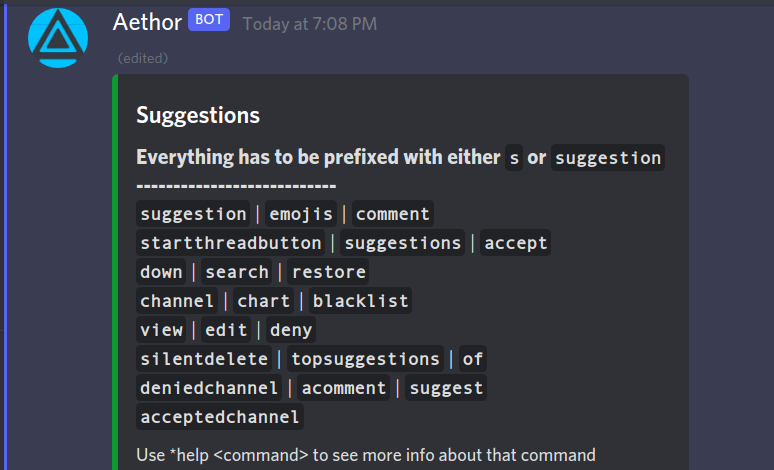 Aethor BOT Today at 7:08 PM
(edited)
Suggestions
Everything has to be prefixed with either s or suggestion
---------------------------
suggestion | emojis | comment
startthreadbutton | suggestions | accept
down | search | restore
channel | chart | blacklist
view | edit | deny
silentdelete | topsuggestions | of
deniedchannel | acomment | suggest
acceptedchannel
Use *help <command> to see more info about that command